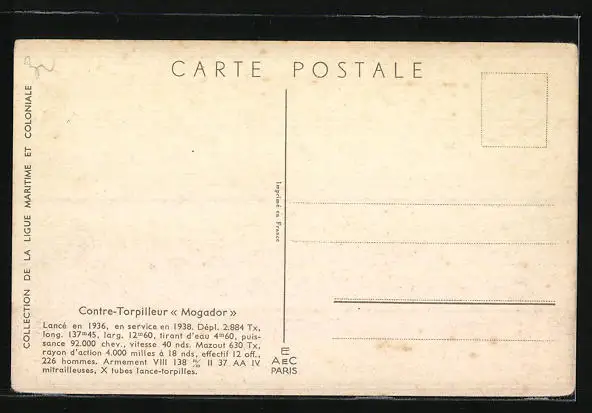 CARTE POSTALE
COLLECTION DE LA LIGUE MARITIME ET COLONIALE
Contre-Torpilleur « Mogador »
Lancé en 1936, en service en 1938. Dépl. 2.884 Tx,
long. 137ᵐ45, larg. 12ᵐ60, tirant d'eau 4ᵐ60, puis-
sance 92.000 chev., vitesse 40 nds. Mazout 630 Tx,
rayon d'action 4.000 milles à 18 nds, effectif 12 off.,
226 hommes. Armement VIII 138 m/m II 37 AA IV
mitrailleuses, X tubes lance-torpilles.
Imprimé en France
E
AEC
PARIS